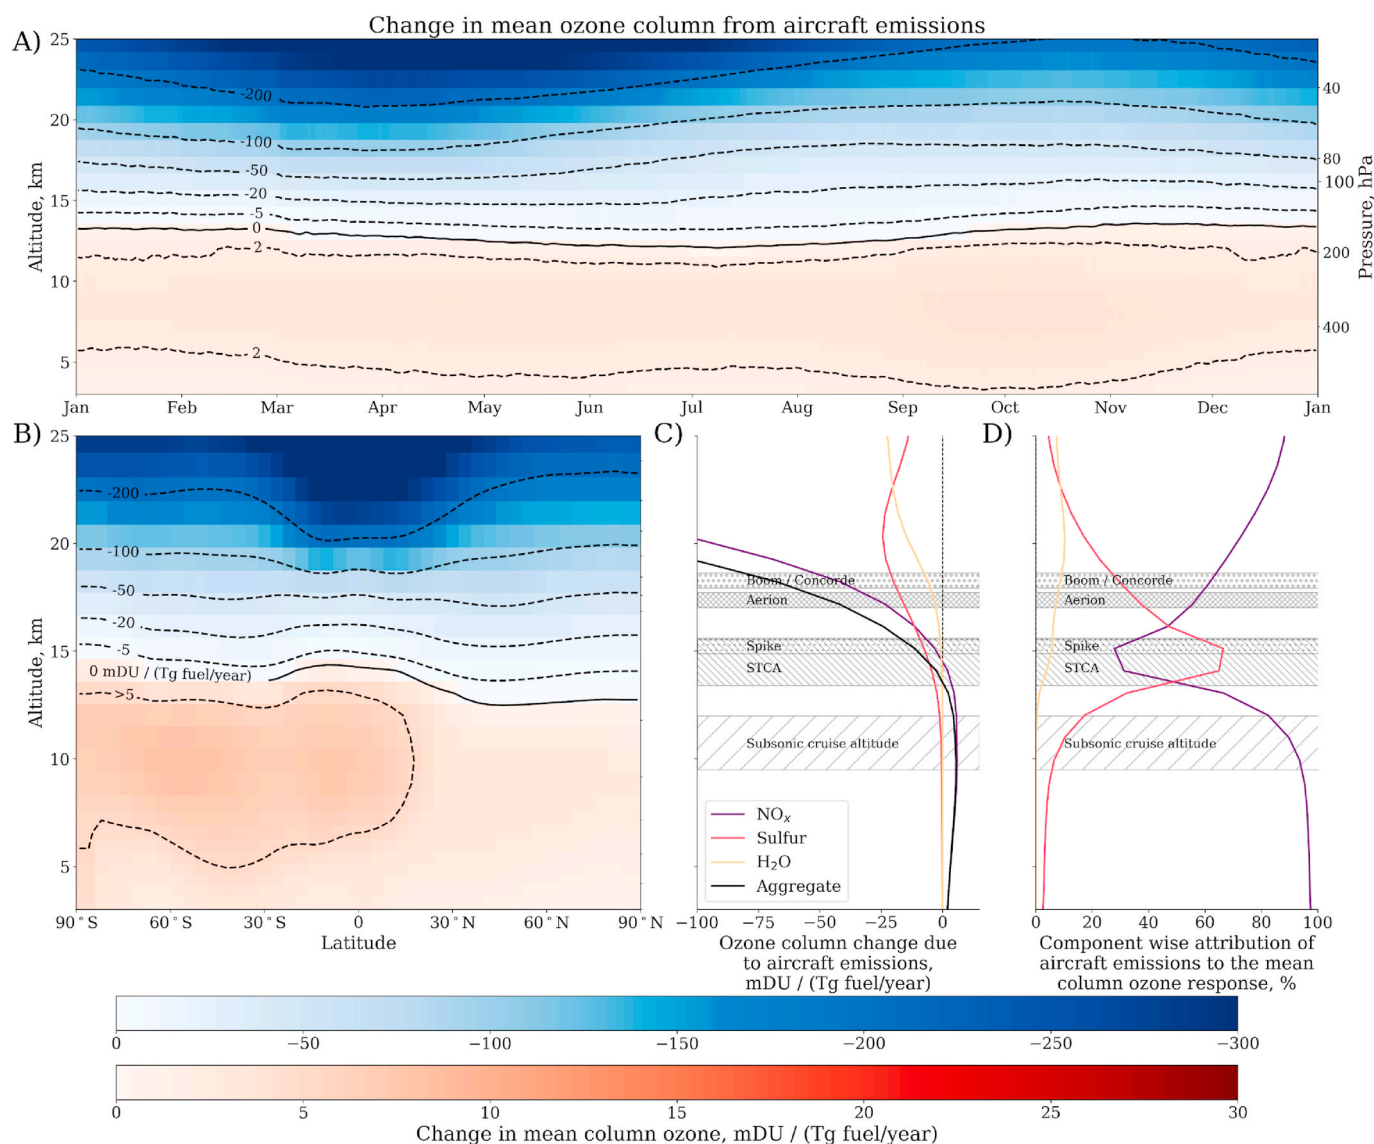 Change in mean ozone column from aircraft emissions
A)
25
20
15
10
5
Altitude, km
-200
-100
-50
-20
-5
0
2
2
40
80
100
200
400
Pressure, hPa
Jan Feb Mar Apr May Jun Jul Aug Sep Oct Nov Dec Jan
B)
25
20
15
10
5
Altitude, km
-200
-100
-50
-20
-5
0 mDU / (Tg fuel/year)
>5
90°S 60°S 30°S 0 30°N 60°N 90°N
Latitude
C)
Boom / Concorde
Aerion
Spike
STCA
Subsonic cruise altitude
NOx
Sulfur
H₂O
Aggregate
−100 −75 −50 −25 0
Ozone column change due
to aircraft emissions,
mDU / (Tg fuel/year)
D)
Boom / Concorde
Aerion
Spike
STCA
Subsonic cruise altitude
0 20 40 60 80 100
Component wise attribution of
aircraft emissions to the mean
column ozone response, %
0 −50 −100 −150 −200 −250 −300
0 5 10 15 20 25 30
Change in mean column ozone, mDU / (Tg fuel/year)